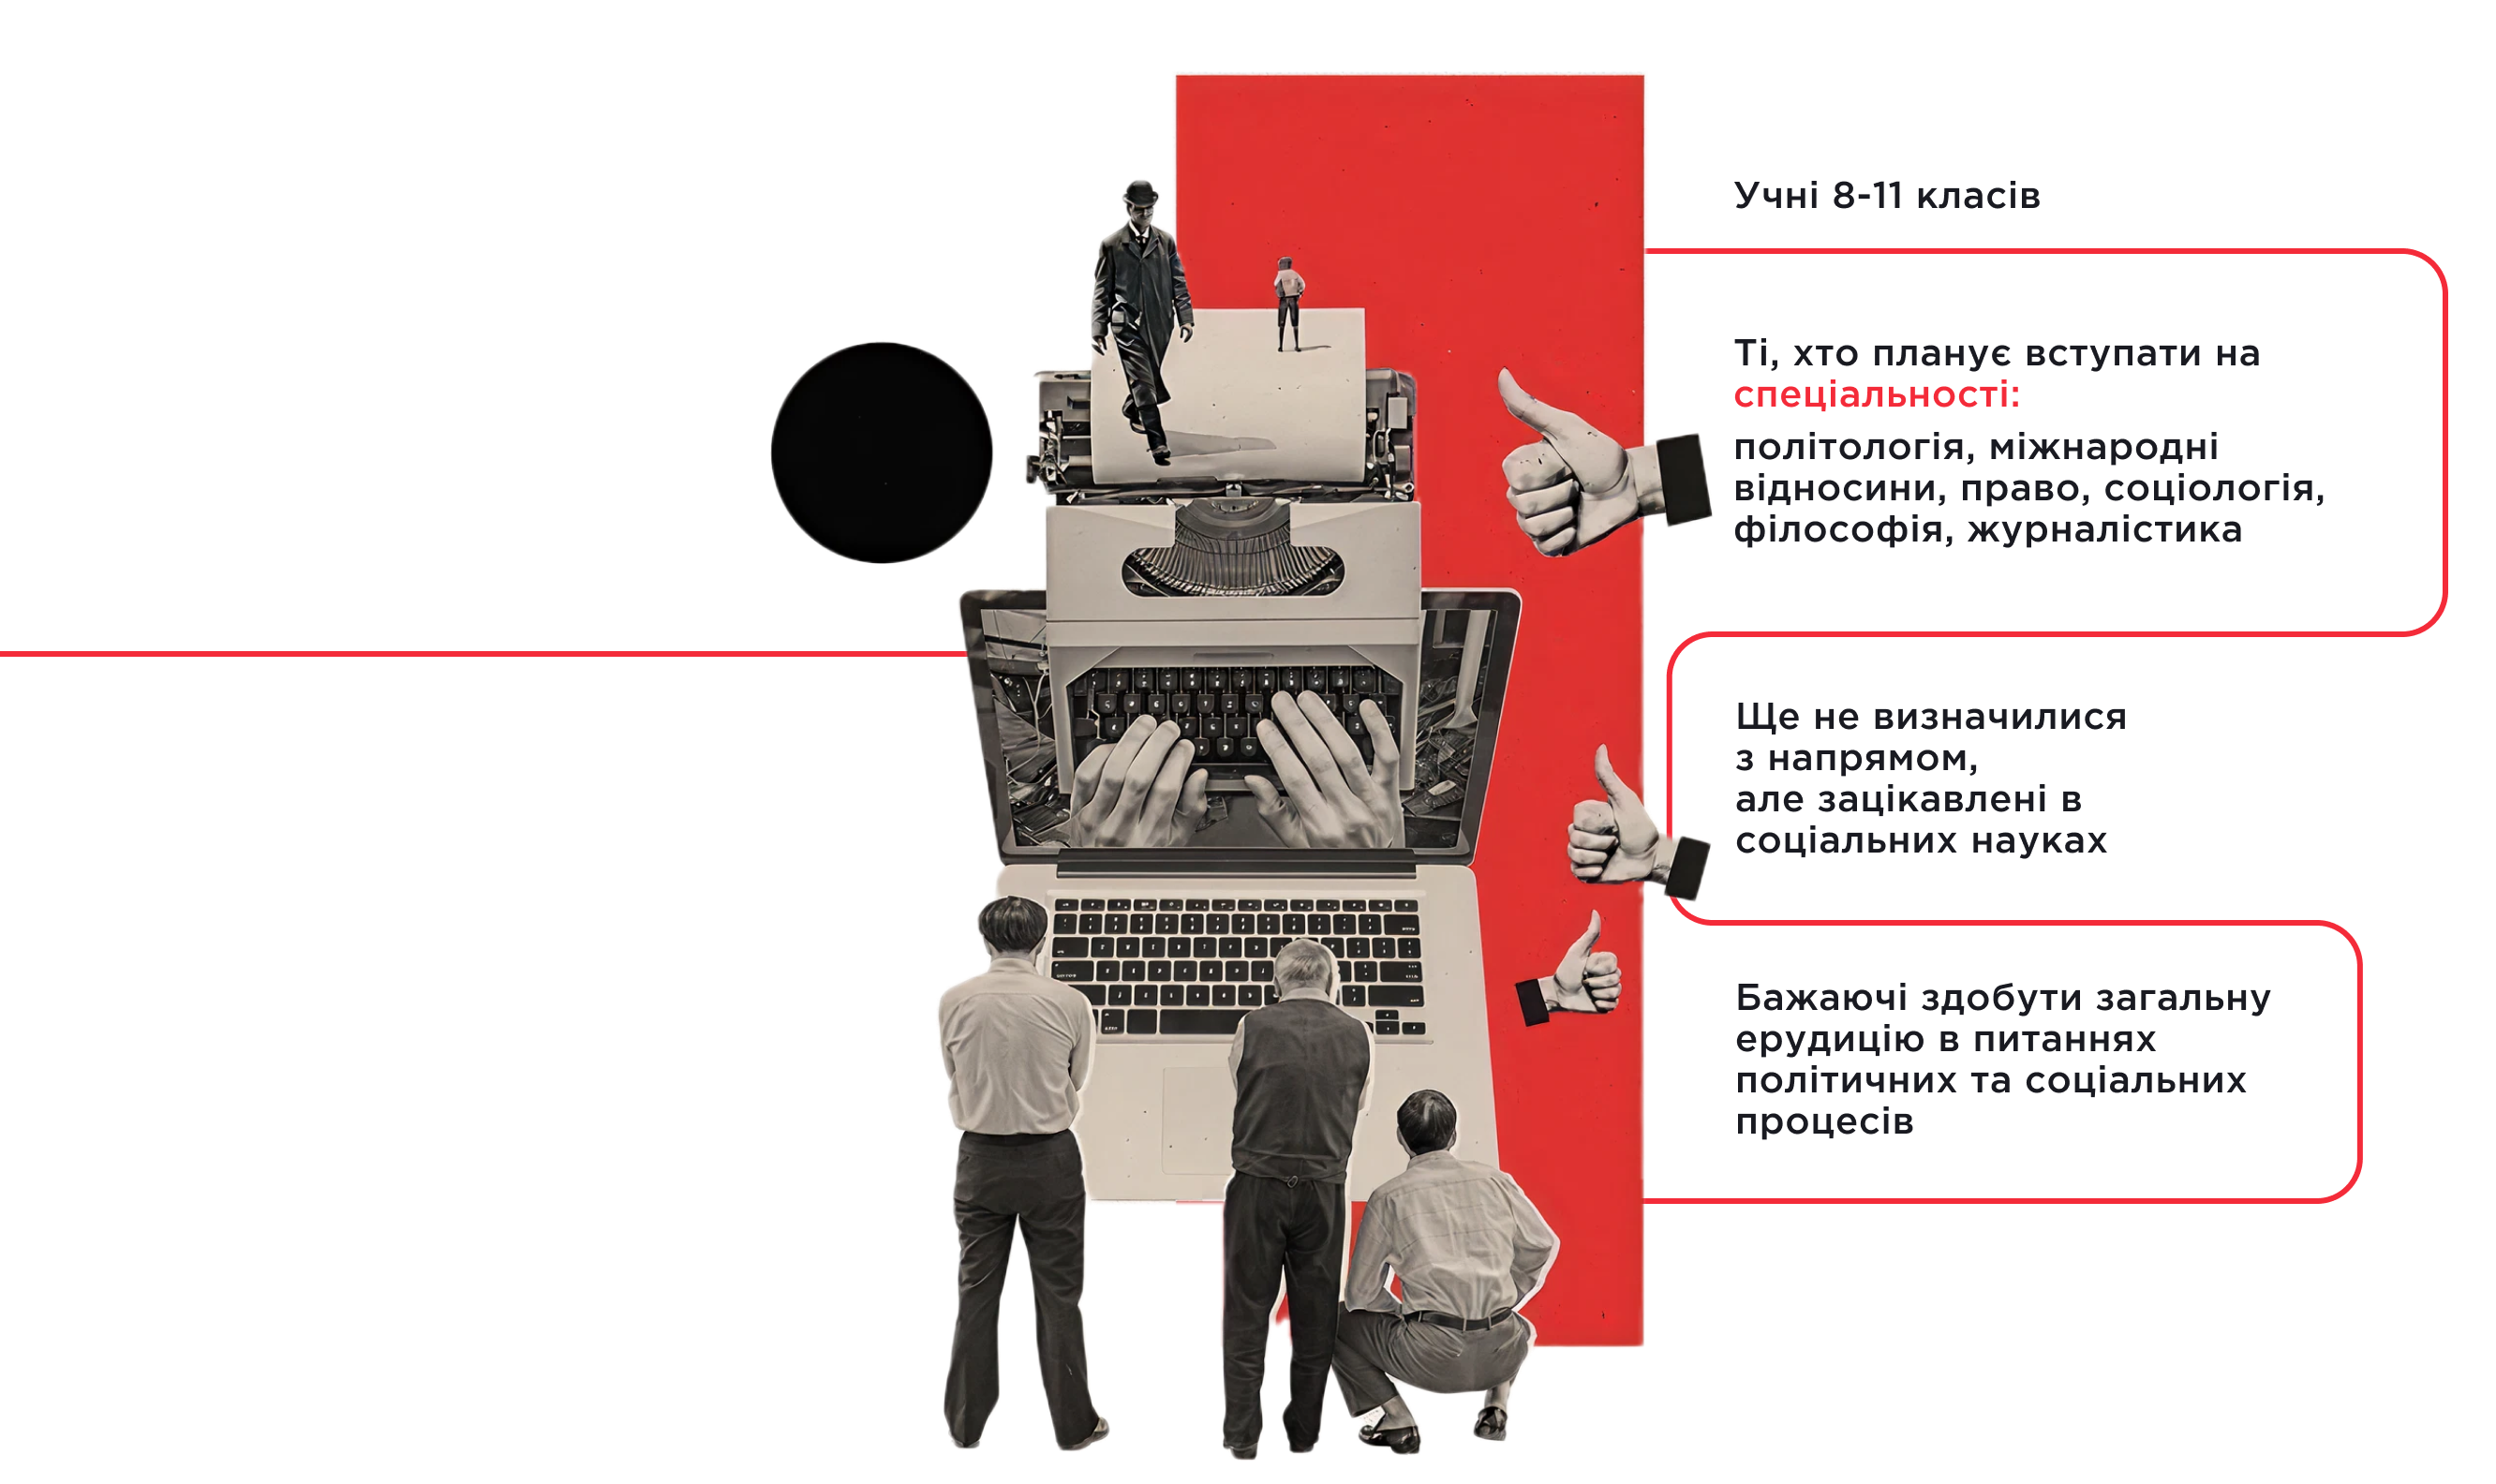 Учні 8-11 класів
Ті, хто планує вступати на
спеціальності:
політологія, міжнародні
відносини, право, соціологія,
філософія, журналістика
Ще не визначилися
з напрямом,
але зацікавлені в
соціальних науках
Бажаючі здобути загальну
ерудицію в питаннях
політичних та соціальних
процесів